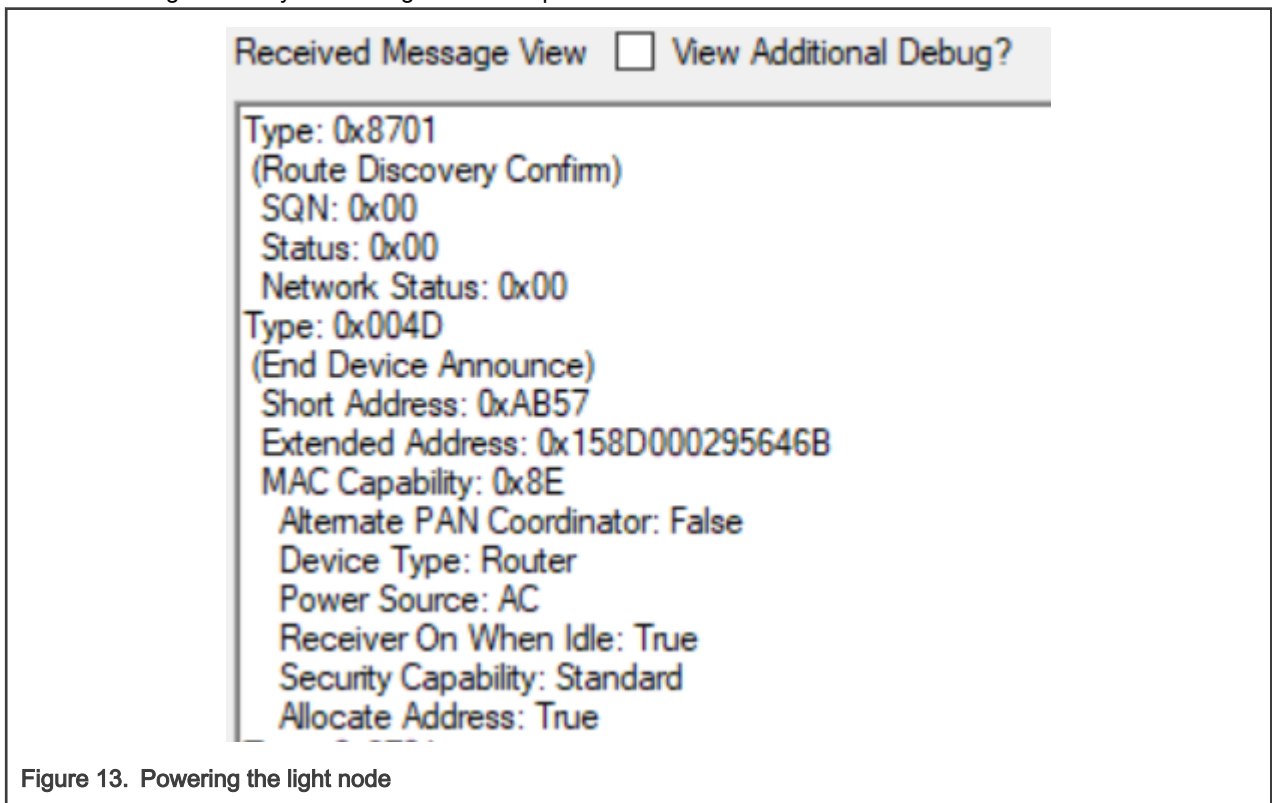 Received Message View View Additional Debug?
Type: 0x8701
(Route Discovery Confirm)
SQN: 0x00
Status: 0x00
Network Status: 0x00
Type: 0x004D
(End Device Announce)
Short Address: 0xAB57
Extended Address: 0x158D000295646B
MAC Capability: 0x8E
Alternate PAN Coordinator: False
Device Type: Router
Power Source: AC
Receiver On When Idle: True
Security Capability: Standard
Allocate Address: True
Figure 13. Powering the light node